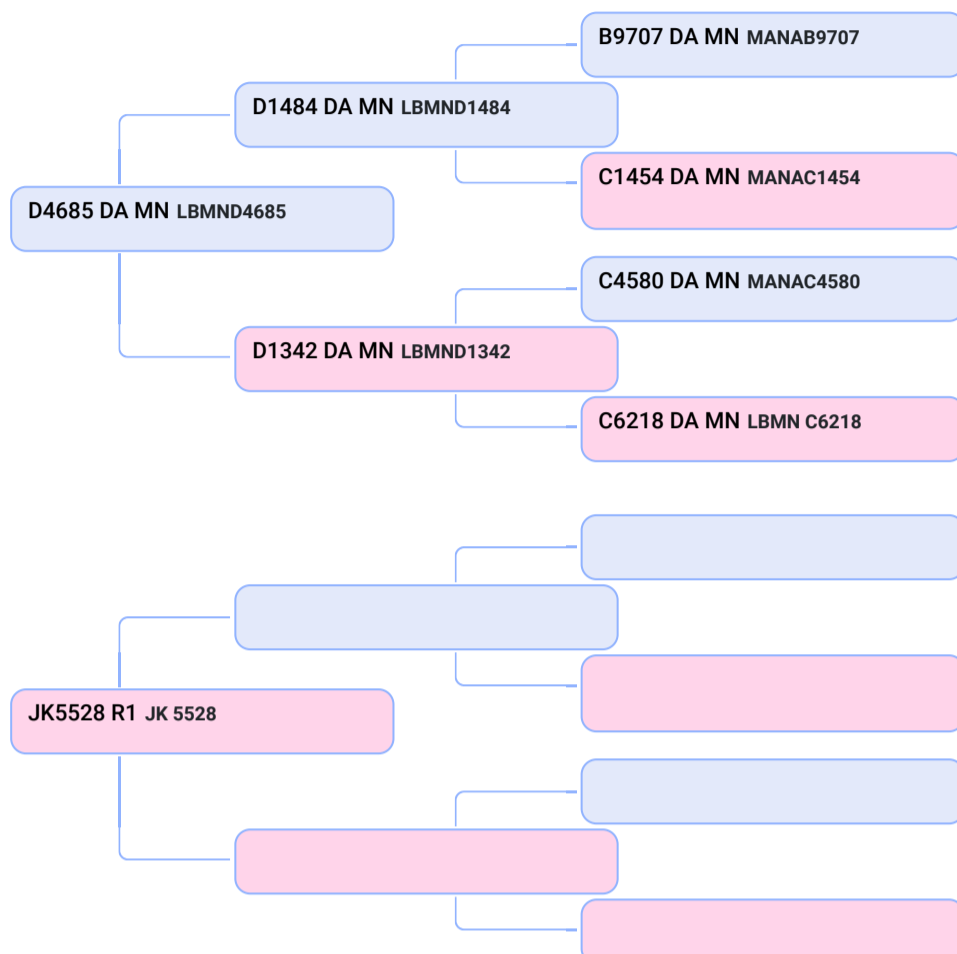 B9707 DA MN MANAB9707
D1484 DA MN LBMND1484
C1454 DA MN MANAC1454
D4685 DA MN LBMND4685
C4580 DA MN MANAC4580
D1342 DA MN LBMND1342
C6218 DA MN LBMN C6218
JK5528 R1 JK 5528